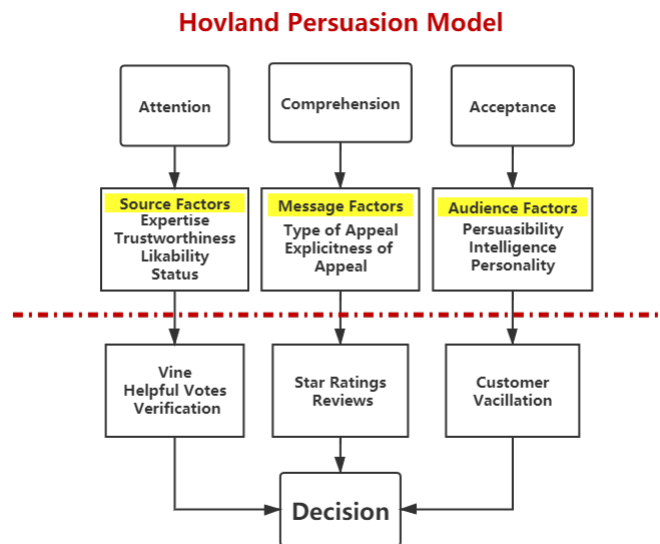 Hovland Persuasion Model
Attention
Comprehension
Acceptance
Source Factors
Expertise
Trustworthiness
Likability
Status
Message Factors
Type of Appeal
Explicitness of
Appeal
Audience Factors
Persuasibility
Intelligence
Personality
Vine
Helpful Votes
Verification
Star Ratings
Reviews
Customer
Vacillation
Decision